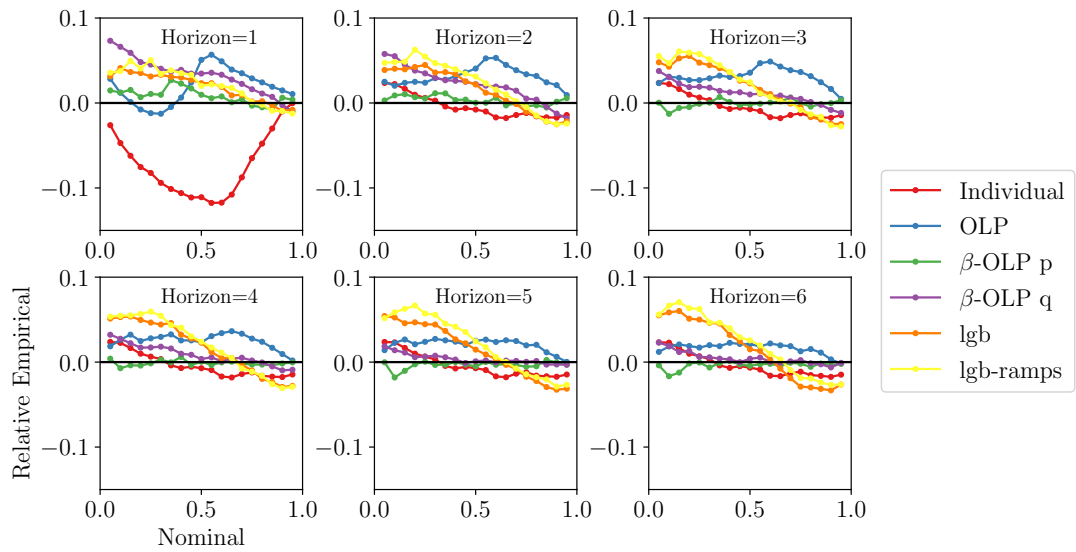 Horizon=1
Horizon=2
Horizon=3
0.1
0.0
−0.1
0.0
0.5
1.0
0.1
0.0
−0.1
0.0
0.5
1.0
0.1
0.0
−0.1
0.0
0.5
1.0
Horizon=4
Horizon=5
Horizon=6
0.1
0.0
−0.1
0.0
0.5
1.0
0.1
0.0
−0.1
0.0
0.5
1.0
0.1
0.0
−0.1
0.0
0.5
1.0
Relative Empirical
Nominal
Individual
OLP
β-OLP p
β-OLP q
lgb
lgb-ramps